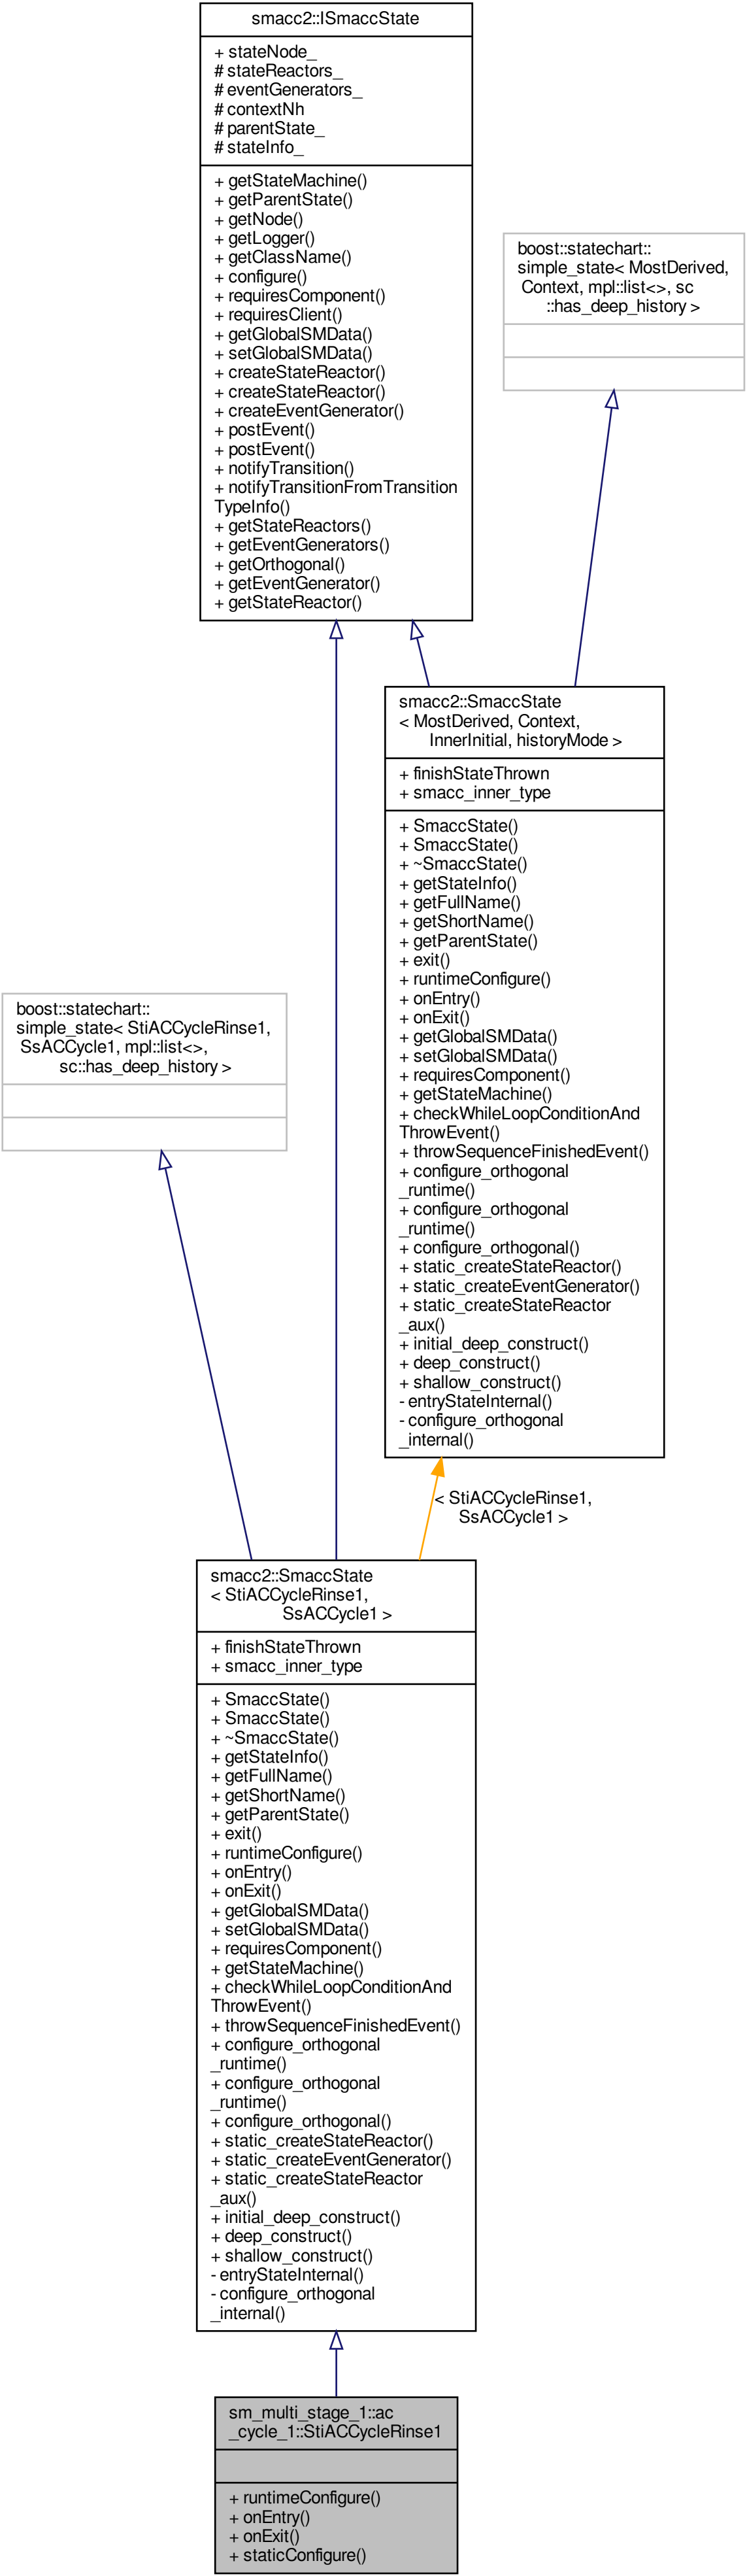 smacc2::ISmaccState
+ stateNode_
# stateReactors_
# eventGenerators_
# contextNh
# parentState_
# stateInfo_
+ getStateMachine()
+ getParentState()
+ getNode()
+ getLogger()
+ getClassName()
+ configure()
+ requiresComponent()
+ requiresClient()
+ getGlobalSMData()
+ setGlobalSMData()
+ createStateReactor()
+ createStateReactor()
+ createEventGenerator()
+ postEvent()
+ postEvent()
+ notifyTransition()
+ notifyTransitionFromTransition
TypeInfo()
+ getStateReactors()
+ getEventGenerators()
+ getOrthogonal()
+ getEventGenerator()
+ getStateReactor()
boost::statechart::
simple_state< MostDerived,
Context, mpl::list<>, sc
::has_deep_history >
smacc2::SmaccState
< MostDerived, Context,
InnerInitial, historyMode >
+ finishStateThrown
+ smacc_inner_type
+ SmaccState()
+ SmaccState()
+ ~SmaccState()
+ getStateInfo()
+ getFullName()
+ getShortName()
+ getParentState()
+ exit()
+ runtimeConfigure()
+ onEntry()
+ onExit()
+ getGlobalSMData()
+ setGlobalSMData()
+ requiresComponent()
+ getStateMachine()
+ checkWhileLoopConditionAnd
ThrowEvent()
+ throwSequenceFinishedEvent()
+ configure_orthogonal
_runtime()
+ configure_orthogonal
_runtime()
+ configure_orthogonal()
+ static_createStateReactor()
+ static_createEventGenerator()
+ static_createStateReactor
_aux()
+ initial_deep_construct()
+ deep_construct()
+ shallow_construct()
- entryStateInternal()
- configure_orthogonal
_internal()
boost::statechart::
simple_state< StiACCycleRinse1,
SsACCycle1, mpl::list<>,
sc::has_deep_history >
< StiACCycleRinse1,
SsACCycle1 >
smacc2::SmaccState
< StiACCycleRinse1,
SsACCycle1 >
+ finishStateThrown
+ smacc_inner_type
+ SmaccState()
+ SmaccState()
+ ~SmaccState()
+ getStateInfo()
+ getFullName()
+ getShortName()
+ getParentState()
+ exit()
+ runtimeConfigure()
+ onEntry()
+ onExit()
+ getGlobalSMData()
+ setGlobalSMData()
+ requiresComponent()
+ getStateMachine()
+ checkWhileLoopConditionAnd
ThrowEvent()
+ throwSequenceFinishedEvent()
+ configure_orthogonal
_runtime()
+ configure_orthogonal
_runtime()
+ configure_orthogonal()
+ static_createStateReactor()
+ static_createEventGenerator()
+ static_createStateReactor
_aux()
+ initial_deep_construct()
+ deep_construct()
+ shallow_construct()
- entryStateInternal()
- configure_orthogonal
_internal()
sm_multi_stage_1::ac
_cycle_1::StiACCycleRinse1
+ runtimeConfigure()
+ onEntry()
+ onExit()
+ staticConfigure()